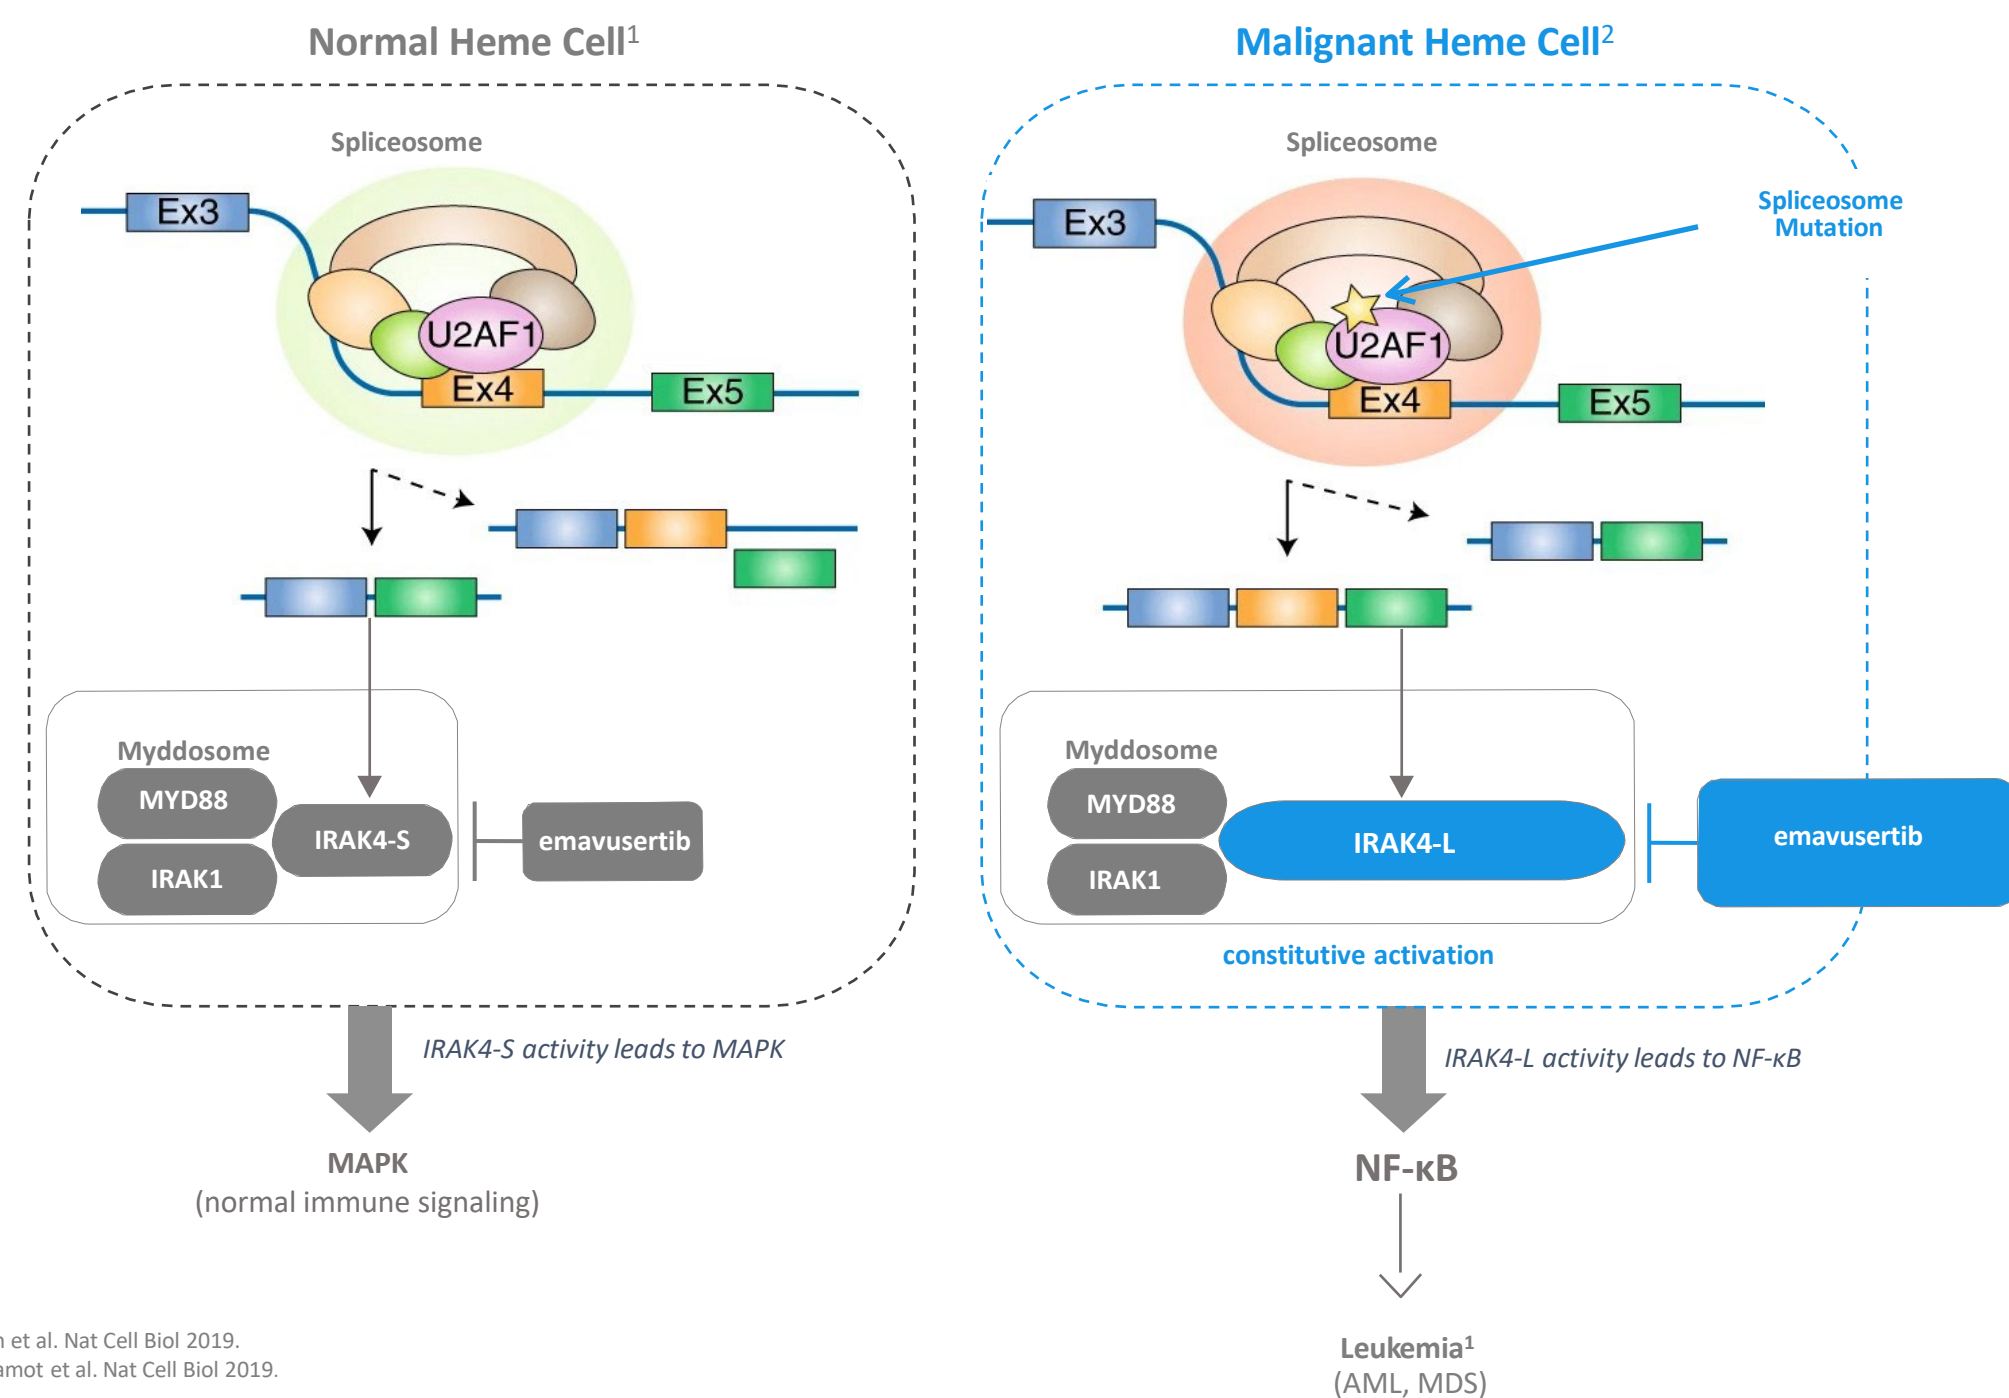 Normal Heme Cell1
Spliceosome
Ex3
U2AF1
Ex4
Ex5
Myddosome
MYD88
IRAK1
IRAK4-S
emavusertib
IRAK4-S activity leads to MAPK
MAPK
(normal immune signaling)
Malignant Heme Cell2
Spliceosome
Spliceosome
Mutation
Ex3
U2AF1
Ex4
Ex5
Myddosome
MYD88
IRAK1
IRAK4-L
emavusertib
constitutive activation
IRAK4-L activity leads to NF-κB
NF-κB
Leukemia1
(AML, MDS)
et al. Nat Cell Biol 2019.
et al. Nat Cell Biol 2019.